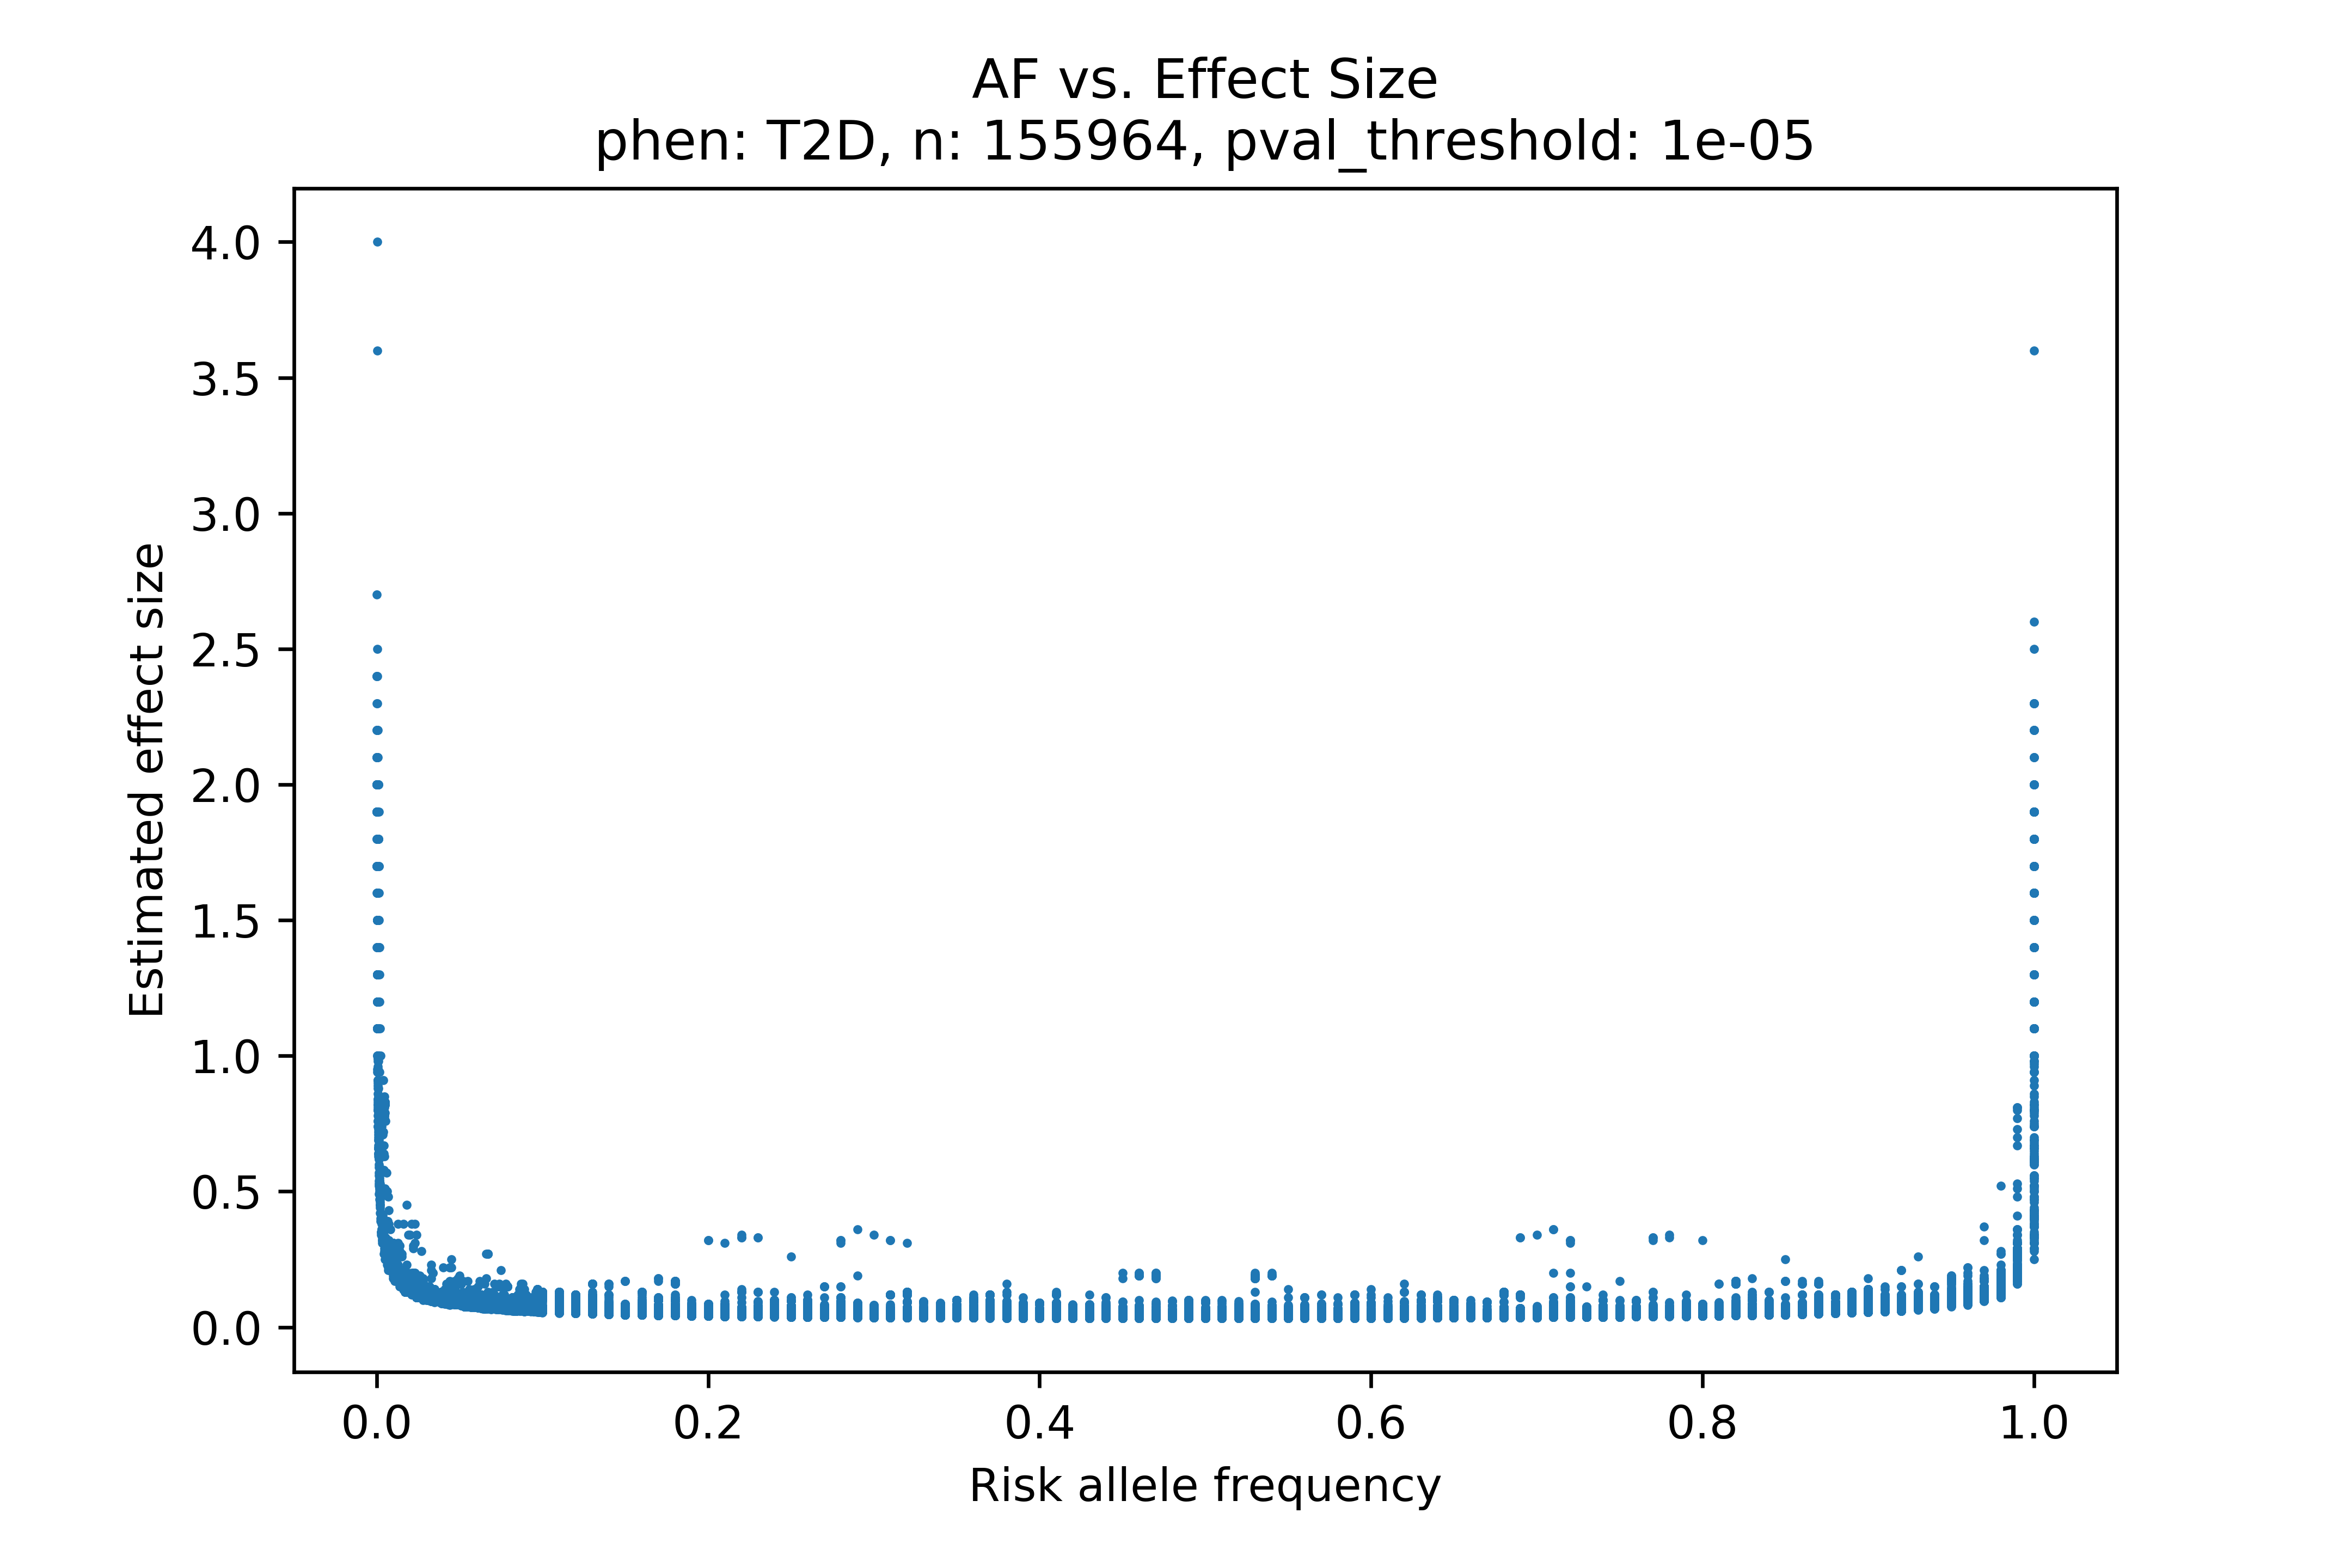 AF vs. Effect Size
phen: T2D, n: 155964, pval_threshold: 1e-05
Estimated effect size
4.0
3.5
3.0
2.5
2.0
1.5
1.0
0.5
0.0
0.0 0.2 0.4 0.6 0.8 1.0
Risk allele frequency